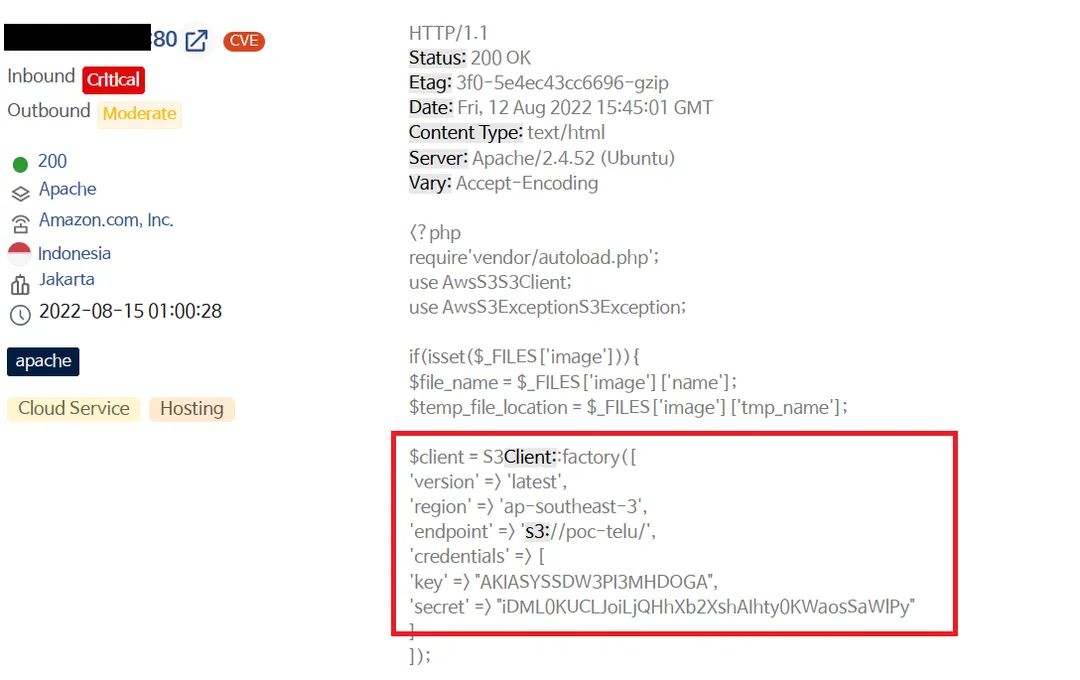 :80 CVE
Inbound Critical
Outbound Moderate
200
Apache
Amazon.com, Inc.
Indonesia
Jakarta
2022-08-15 01:00:28
apache
Cloud Service Hosting
HTTP/1.1
Status: 200 OK
Etag: 3f0-5e4ec43cc6696-gzip
Date: Fri, 12 Aug 2022 15:45:01 GMT
Content Type: text/html
Server: Apache/2.4.52 (Ubuntu)
Vary: Accept-Encoding
<?php
require'vendor/autoload.php';
use AwsS3S3Client;
use AwsS3ExceptionS3Exception;
if(isset($_FILES['image'])){
$file_name = $_FILES['image']['name'];
$temp_file_location = $_FILES['image']['tmp_name'];
$client = S3Client::factory([
'version' => 'latest',
'region' => 'ap-southeast-3',
'endpoint' => 's3://poc-telu/',
'credentials' => [
'key' => "AKIASYSSDW3PI3MHDOGA",
'secret' =>
]
]);